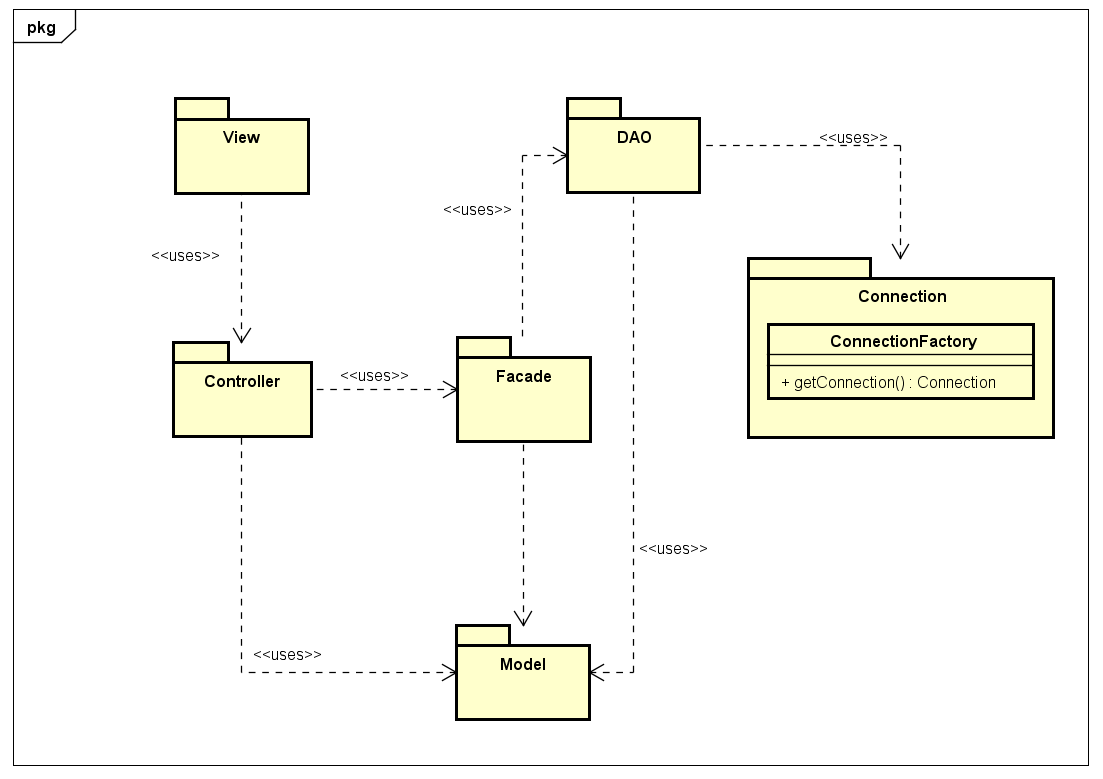 pkg
View
DAO
<<uses>>
<<uses>>
<<uses>>
Connection
ConnectionFactory
+ getConnection() : Connection
Controller
<<uses>>
Facade
<<uses>>
<<uses>>
Model